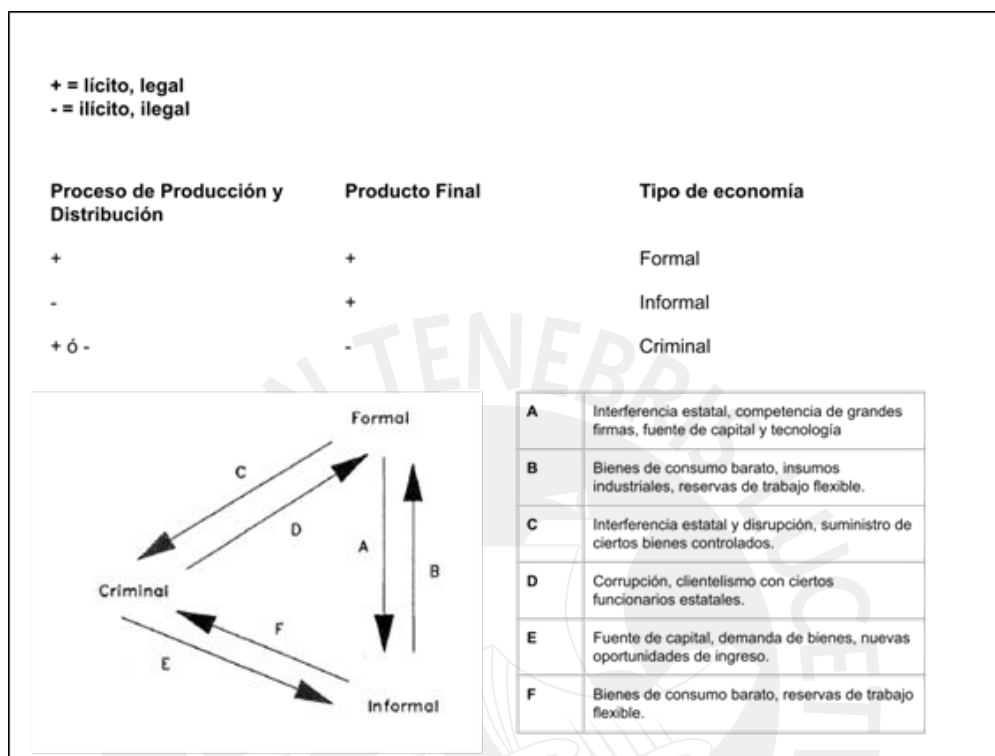 + = lícito, legal
- = ilícito, ilegal
Proceso de Producción y Distribución
Producto Final
Tipo de economía
+ + Formal
- + Informal
+ ó - - Criminal
Formal
C
D
A
B
Criminal
F
E
Informal
A Interferencia estatal, competencia de grandes
firmas, fuente de capital y tecnología
B Bienes de consumo barato, insumos
industriales, reservas de trabajo flexible.
C Interferencia estatal y disrupción, suministro de
ciertos bienes controlados.
D Corrupción, clientelismo con ciertos
funcionarios estatales.
E Fuente de capital, demanda de bienes, nuevas
oportunidades de ingreso.
F Bienes de consumo barato, reservas de trabajo
flexible.
TENEBRIS